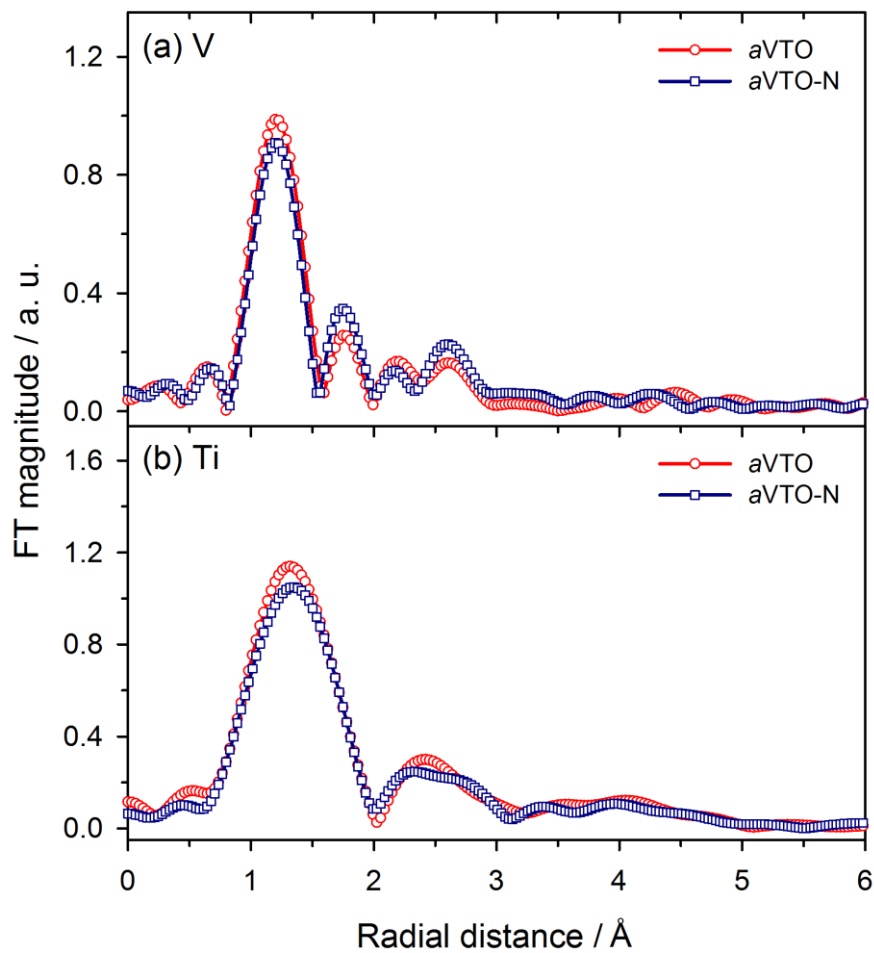 (a) V
aVTO
aVTO-N
1.2
0.8
0.4
0.0
(b) Ti
aVTO
aVTO-N
1.6
1.2
0.8
0.4
0.0
0 1 2 3 4 5 6
FT magnitude / a. u.
Radial distance / Å